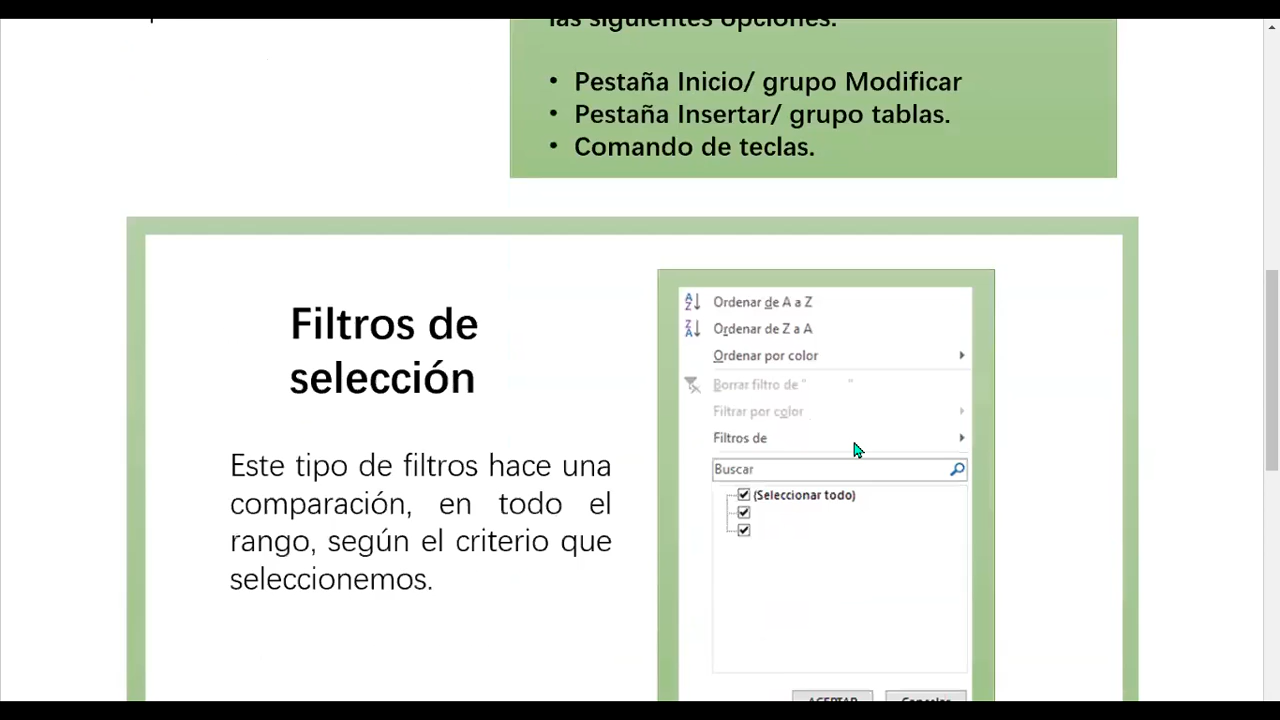 las siguientes opciones:
• Pestaña Inicio/ grupo Modificar
• Pestaña Insertar/ grupo tablas.
• Comando de teclas.
Filtros de
selección
Este tipo de filtros hace una
comparación, en todo el
rango, según el criterio que
seleccionemos.
Ordenar de A a Z
Ordenar de Z a A
Ordenar por color
Borrar filtro de "       "
Filtrar por color
Filtros de
Buscar
(Seleccionar todo)
ACEPTAR Cancelar